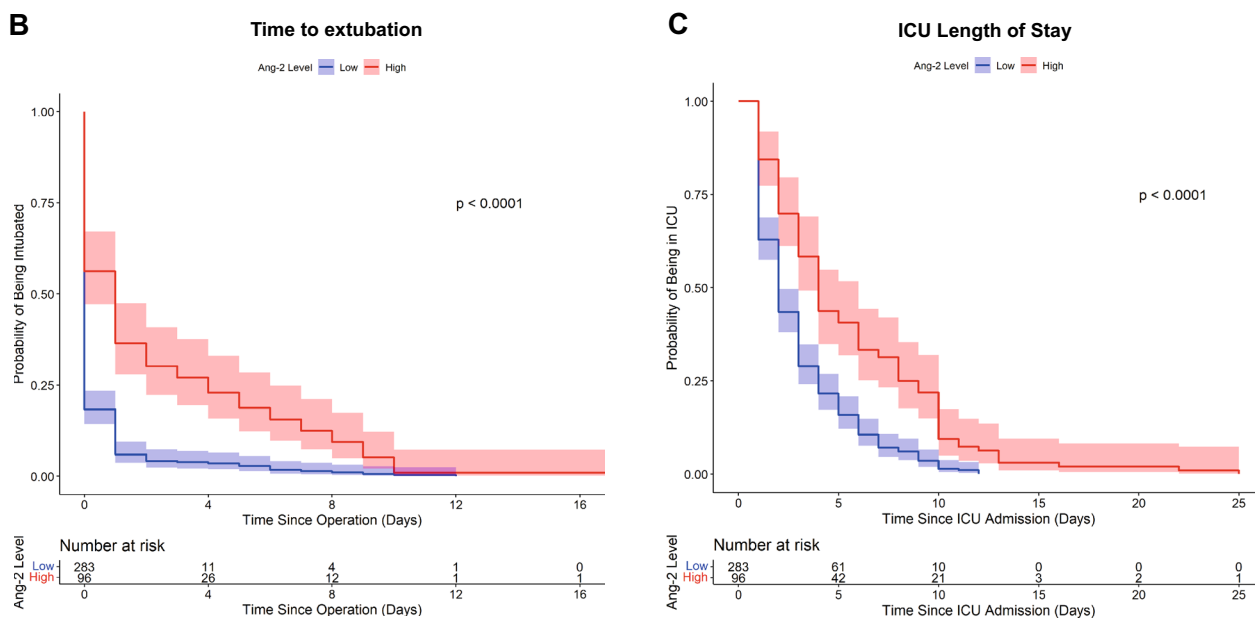 B
Time to extubation
Ang-2 Level Low High
Probability of Being Intubated
1.00
0.75
0.50
0.25
0.00
p < 0.0001
0 4 8 12 16
Time Since Operation (Days)
Number at risk
Ang-2 Level
Low 283 11 4 1 0
High 96 26 12 1 1
0 4 8 12 16
Time Since Operation (Days)
C
ICU Length of Stay
Ang-2 Level Low High
Probability of Being in ICU
1.00
0.75
0.50
0.25
0.00
p < 0.0001
0 5 10 15 20 25
Time Since ICU Admission (Days)
Number at risk
Ang-2 Level
Low 283 61 10 0 0 0
High 96 42 21 3 2 1
0 5 10 15 20 25
Time Since ICU Admission (Days)